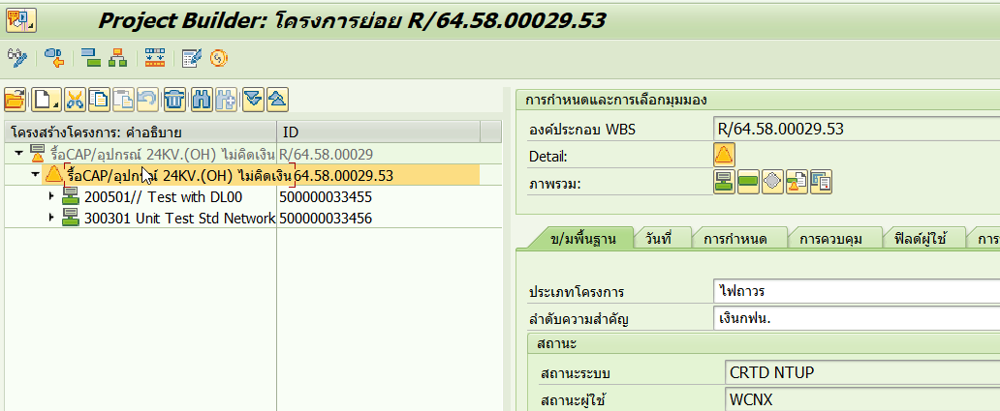 Project Builder: โครงการย่อย R/64.58.00029.53
การกำหนดและการเลือกมุมมอง
โครงสร้างโครงการ: คำอธิบาย ID
รื้อCAP/อุปกรณ์ 24KV.(OH) ไม่คิดเงิน R/64.58.00029
รื้อCAP/อุปกรณ์ 24KV.(OH) ไม่คิดเงิน 64.58.00029.53
200501// Test with DL00 500000033455
300301 Unit Test Std Network 500000033456
องค์ประกอบ WBS R/64.58.00029.53
Detail:
ภาพรวม:
ข/มพื้นฐาน วันที่ การกำหนด การควบคุม ฟิลด์ผู้ใช้ การ
ประเภทโครงการ ไฟถาวร
ลำดับความสำคัญ เงินกฟน.
สถานะ
สถานะระบบ CRTD NTUP
สถานะผู้ใช้ WCNX